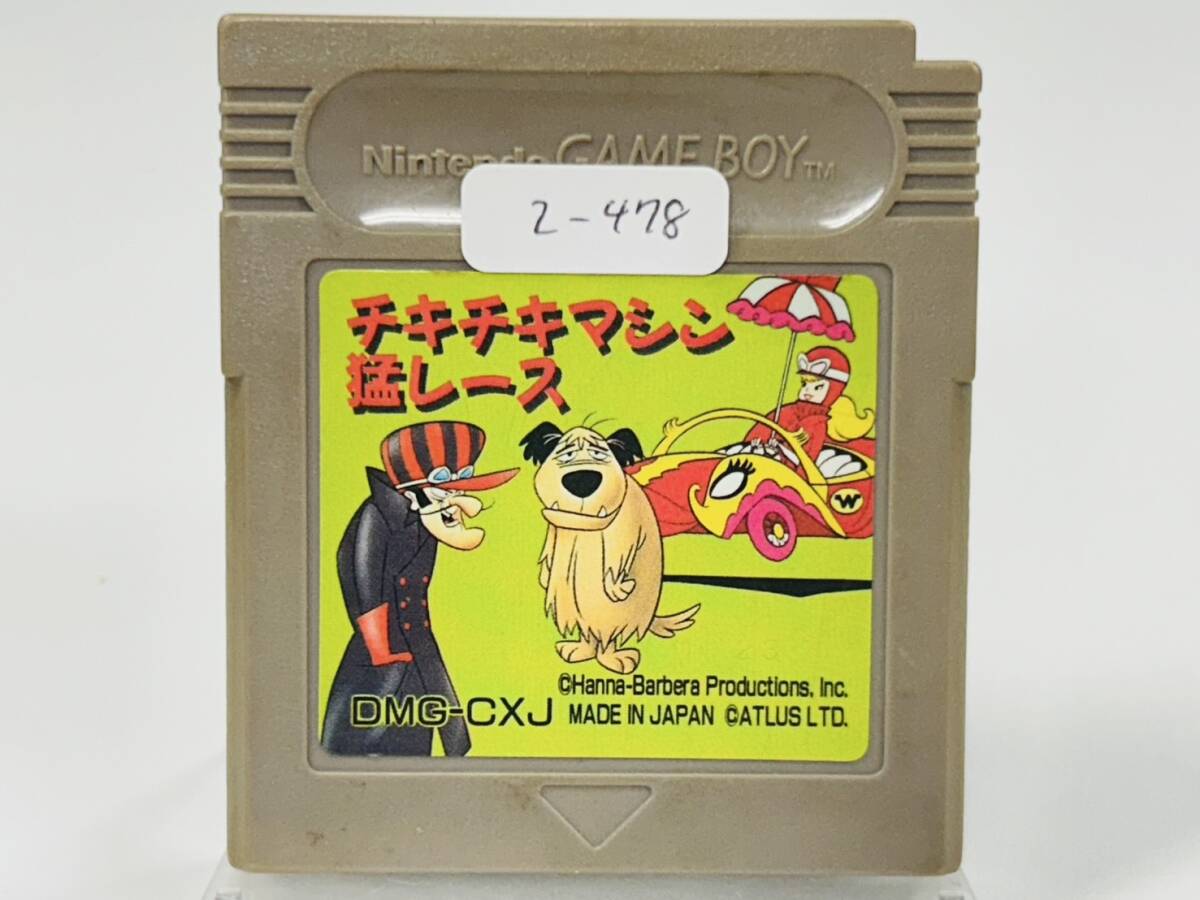 Nintendo GAME BOY™
2-478
チキチキマシン
猛レース
W
©Hanna-Barbera Productions, Inc.
DMG-CXJ MADE IN JAPAN ©ATLUS LTD.